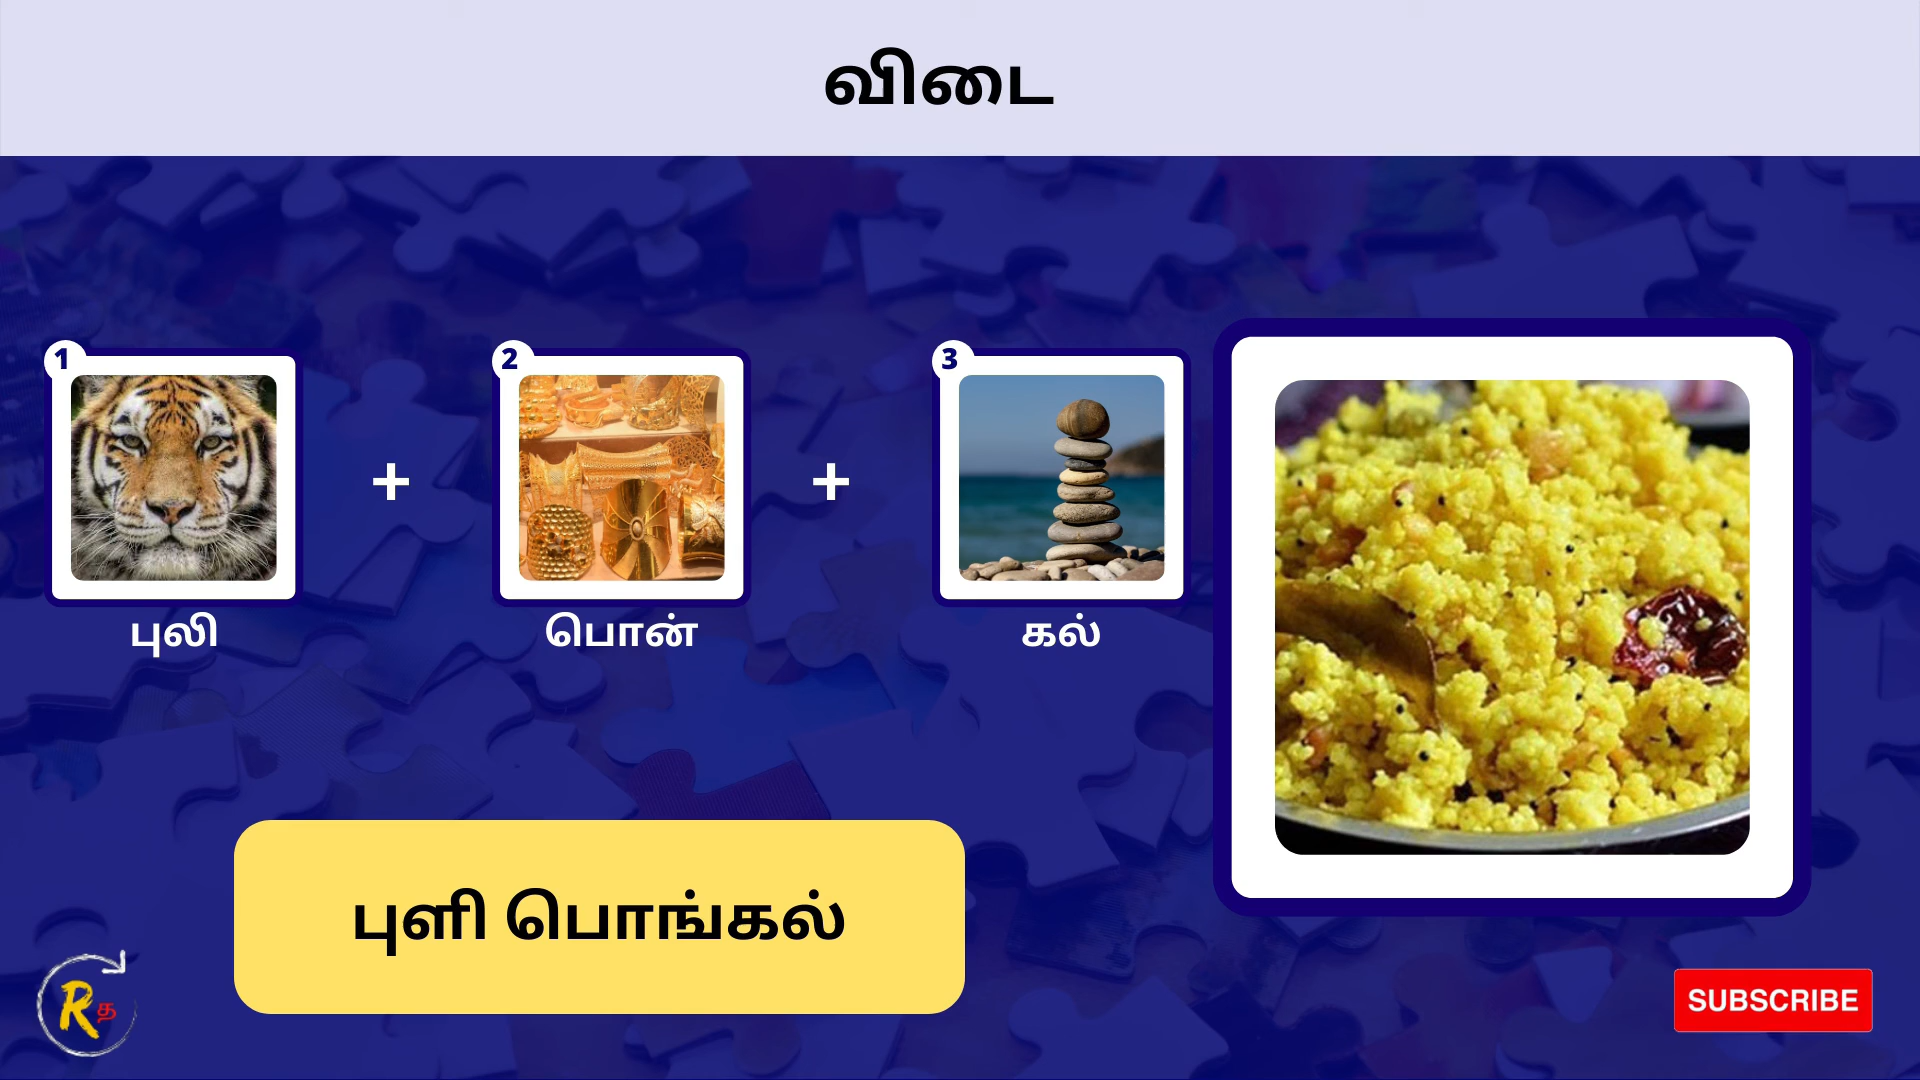 விடை
1
2
3
+
+
புலி
பொன்
கல்
புளி பொங்கல்
R த
SUBSCRIBE